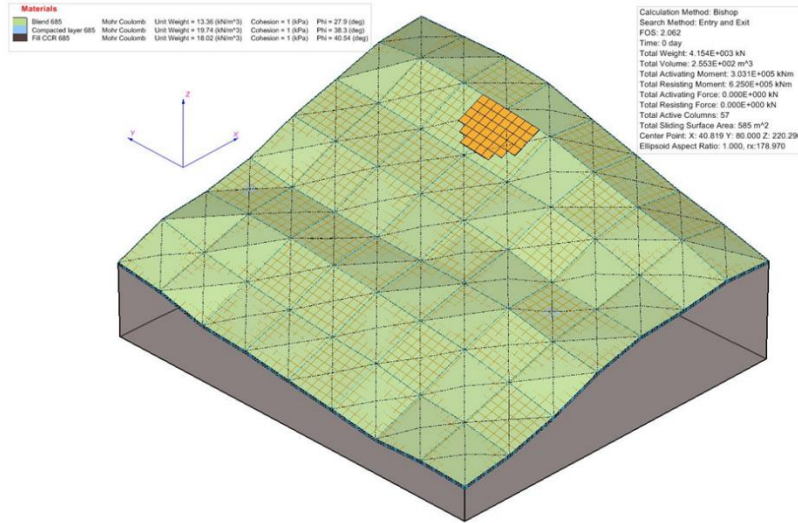 Materials
Blend 685 Mohr Coulomb Unit Weight = 13.36 (kN/m^3) Cohesion = 1 (kPa) Phi = 27.9 (deg)
Compacted layer 685 Mohr Coulomb Unit Weight = 19.74 (kN/m^3) Cohesion = 1 (kPa) Phi = 38.3 (deg)
Fill CCR 685 Mohr Coulomb Unit Weight = 18.02 (kN/m^3) Cohesion = 1 (kPa) Phi = 40.54 (deg)
Calculation Method: Bishop
Search Method: Entry and Exit
FOS: 2.062
Time: 0 day
Total Weight: 4.154E+003 kN
Total Volume: 2.553E+002 m^3
Total Activating Moment: 3.031E+005 kNm
Total Resisting Moment: 6.250E+005 kNm
Total Activating Force: 0.000E+000 kN
Total Resisting Force: 0.000E+000 kN
Total Active Columns: 57
Total Sliding Surface Area: 585 m^2
Center Point: X: 40.819 Y: 80.000 Z: 220.290
Ellipsoid Aspect Ratio: 1.000, rx:178.970
Z
Y
X